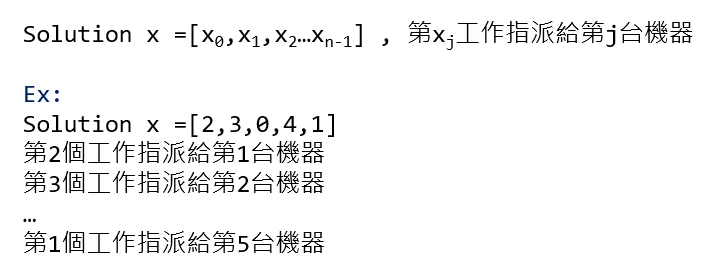 Solution x =[x0,x1,x2…xn-1] , 第xj工作指派給第j台機器
Ex:
Solution x =[2,3,0,4,1]
第2個工作指派給第1台機器
第3個工作指派給第2台機器
…
第1個工作指派給第5台機器